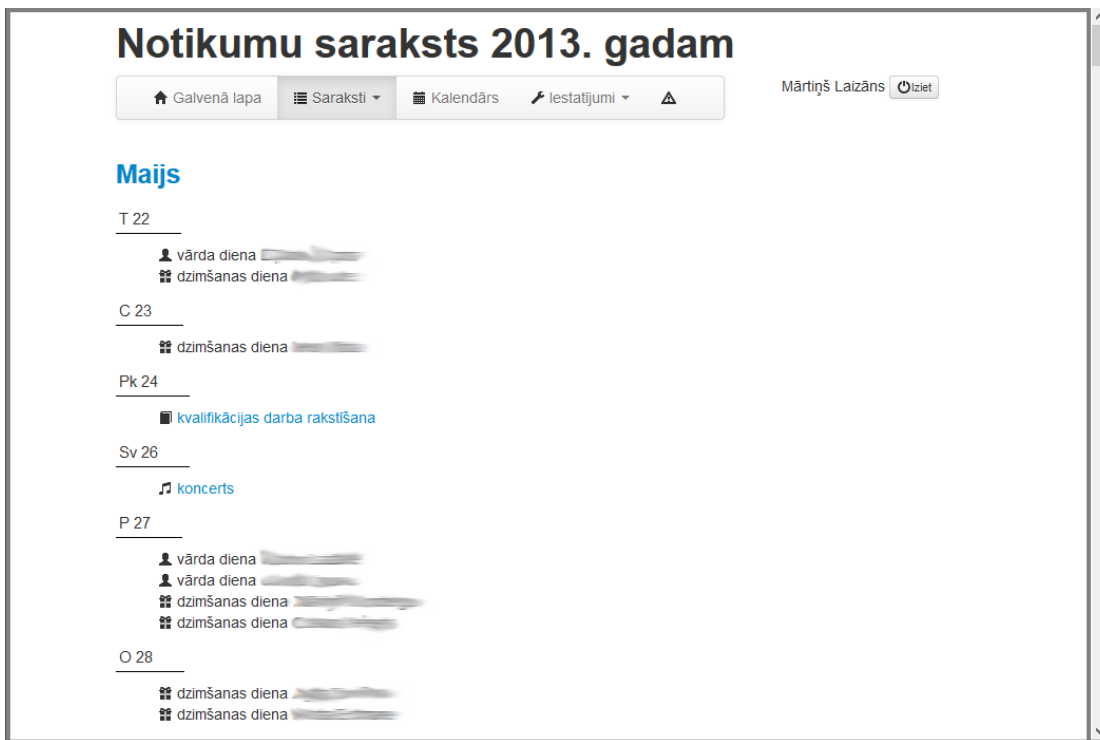 Notikumu saraksts 2013. gadam
Galvenā lapa Saraksti Kalendārs Iestatījumi
Mārtiņš Laizāns Iziet
Maijs
T 22
vārda diena
dzimšanas diena
C 23
dzimšanas diena
Pk 24
kvalifikācijas darba rakstīšana
Sv 26
koncerts
P 27
vārda diena
vārda diena
dzimšanas diena
dzimšanas diena
O 28
dzimšanas diena
dzimšanas diena